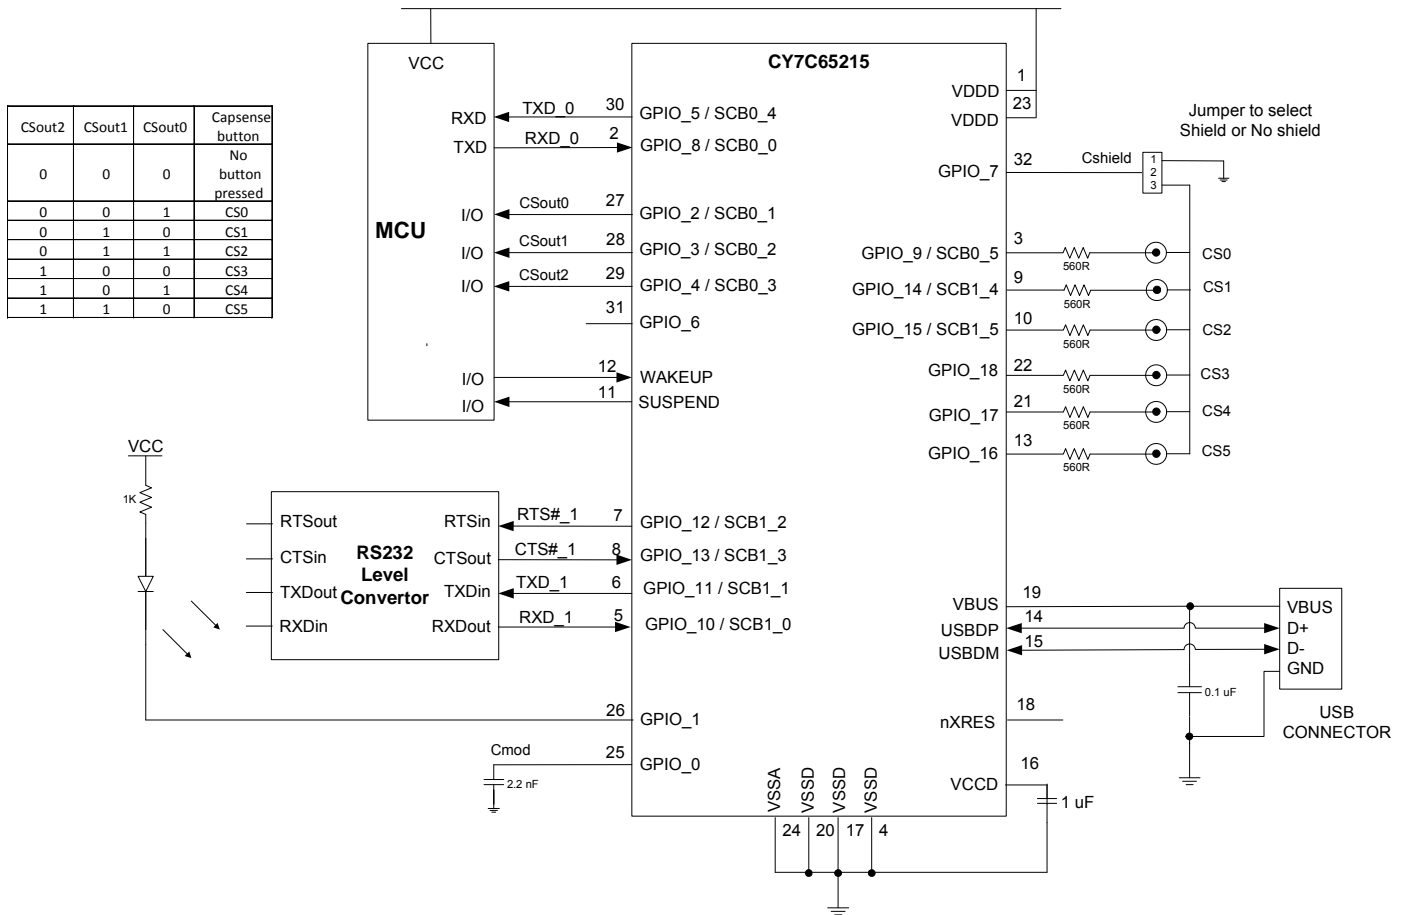 CSout2 CSout1 CSout0 Capsense button
0 0 0 No button pressed
0 0 1 CS0
0 1 0 CS1
0 1 1 CS2
1 0 0 CS3
1 0 1 CS4
1 1 0 CS5
VCC
MCU
RXD
TXD
I/O
I/O
I/O
I/O
I/O
TXD_0 30
RXD_0 2
CSout0 27
CSout1 28
CSout2 29
31
12
11
CY7C65215
GPIO_5 / SCB0_4
GPIO_8 / SCB0_0
GPIO_2 / SCB0_1
GPIO_3 / SCB0_2
GPIO_4 / SCB0_3
GPIO_6
WAKEUP
SUSPEND
VDDD 1
VDDD 23
GPIO_7 32
Cshield
1
2
3
Jumper to select
Shield or No shield
GPIO_9 / SCB0_5 3 560R CS0
GPIO_14 / SCB1_4 9 560R CS1
GPIO_15 / SCB1_5 10 560R CS2
GPIO_18 22 560R CS3
GPIO_17 21 560R CS4
GPIO_16 13 560R CS5
VCC
1K
RS232
Level
Convertor
RTSout
CTSin
TXDout
RXDin
RTSin
CTSout
TXDin
RXDout
RTS#_1 7 GPIO_12 / SCB1_2
CTS#_1 8 GPIO_13 / SCB1_3
TXD_1 6 GPIO_11 / SCB1_1
RXD_1 5 GPIO_10 / SCB1_0
26 GPIO_1
Cmod 25 GPIO_0
2.2 nF
VBUS 19
USBDP 14
USBDM 15
nXRES 18
VCCD 16
1 uF
0.1 uF
VBUS
D+
D-
GND
USB
CONNECTOR
VSSA VSSD VSSD VSSD
24 20 17 4